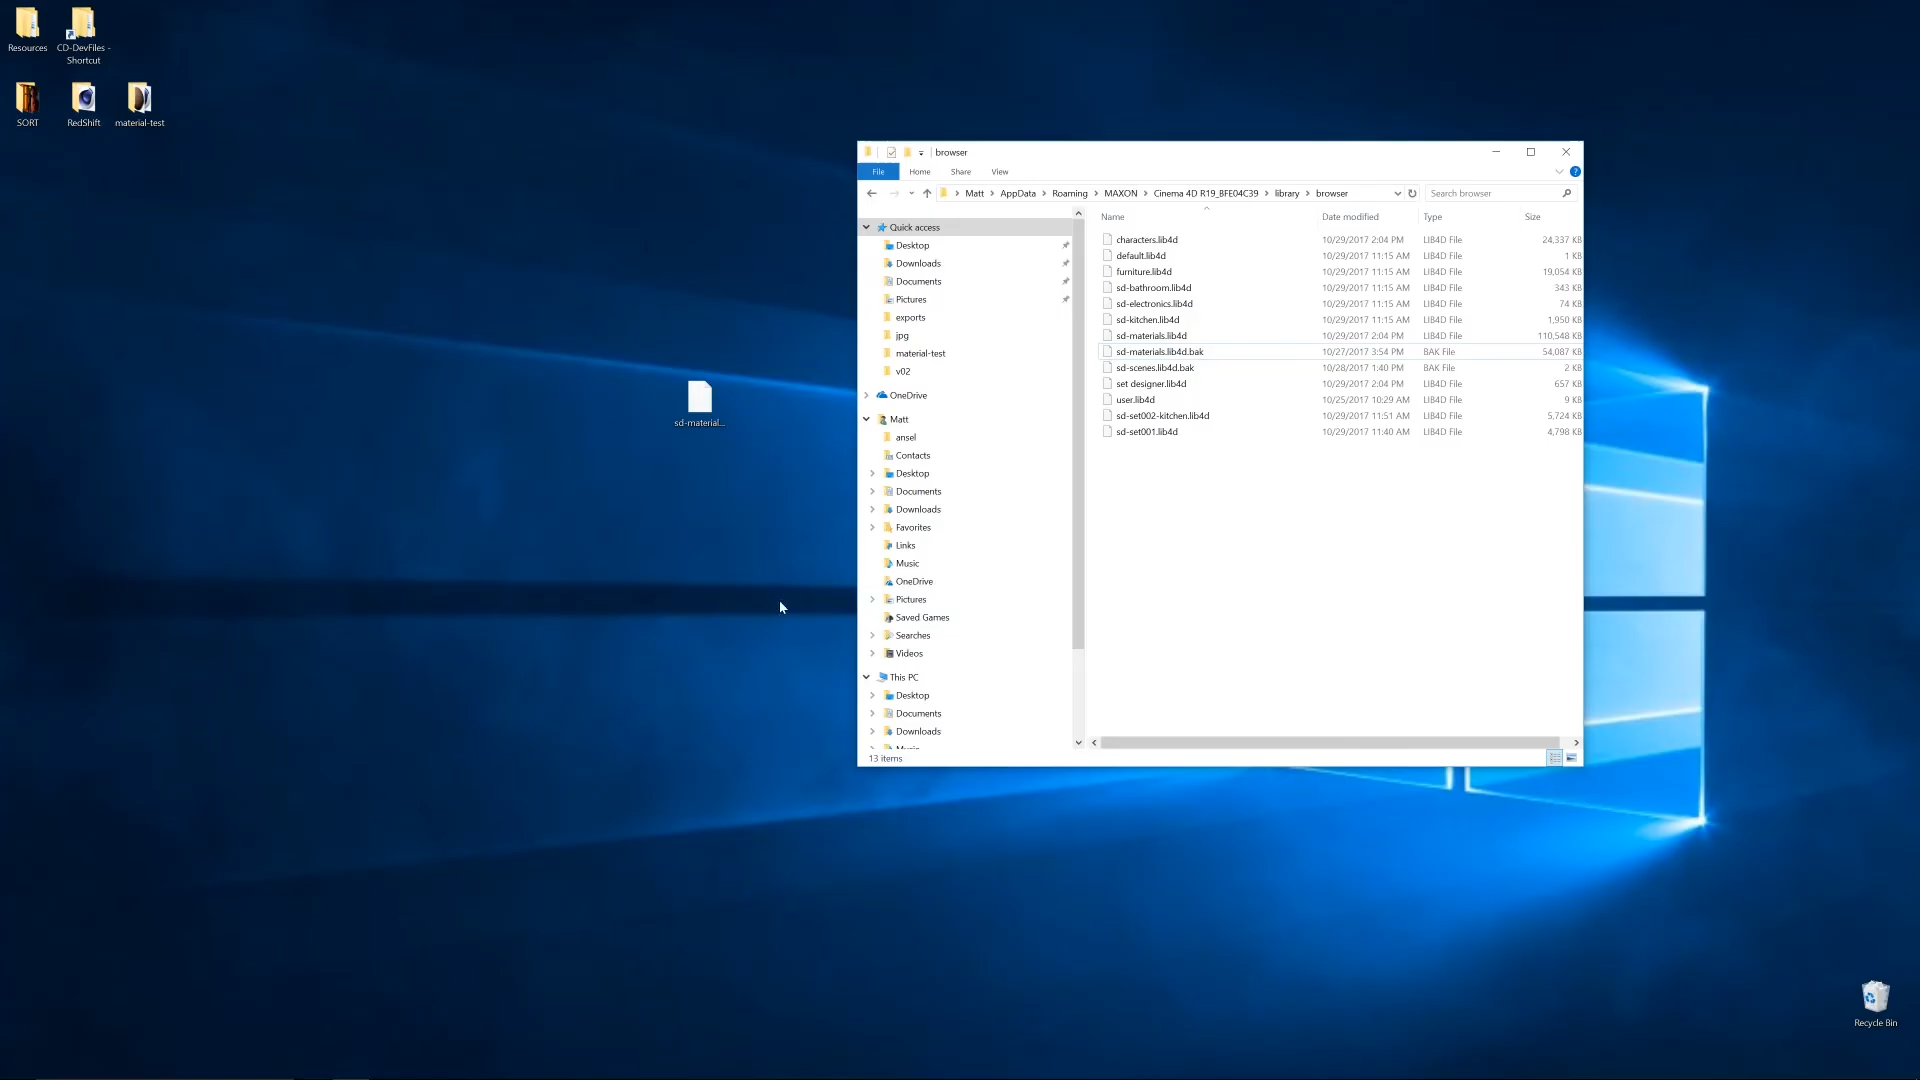 Resources
CD-DevFiles - Shortcut
SORT
RedShift
material-test
sd-material...
browser
File Home Share View
Matt AppData Roaming MAXON Cinema 4D R19_BFE04C39 library browser
Search browser
Quick access
Desktop
Downloads
Documents
Pictures
exports
jpg
material-test
v02
OneDrive
Matt
ansel
Contacts
Desktop
Documents
Downloads
Favorites
Links
Music
OneDrive
Pictures
Saved Games
Searches
Videos
This PC
Desktop
Documents
Downloads
Music
Name Date modified Type Size
characters.lib4d 10/29/2017 2:04 PM LIB4D File 24,337 KB
default.lib4d 10/29/2017 11:15 AM LIB4D File 1 KB
furniture.lib4d 10/29/2017 11:15 AM LIB4D File 19,054 KB
sd-bathroom.lib4d 10/29/2017 11:15 AM LIB4D File 343 KB
sd-electronics.lib4d 10/29/2017 11:15 AM LIB4D File 74 KB
sd-kitchen.lib4d 10/29/2017 11:15 AM LIB4D File 1,950 KB
sd-materials.lib4d 10/29/2017 2:04 PM LIB4D File 110,548 KB
sd-materials.lib4d.bak 10/27/2017 3:54 PM BAK File 54,087 KB
sd-scenes.lib4d.bak 10/28/2017 1:40 PM BAK File 2 KB
set designer.lib4d 10/29/2017 2:04 PM LIB4D File 657 KB
user.lib4d 10/25/2017 10:29 AM LIB4D File 9 KB
sd-set002-kitchen.lib4d 10/29/2017 11:51 AM LIB4D File 5,724 KB
sd-set001.lib4d 10/29/2017 11:40 AM LIB4D File 4,798 KB
13 items
Recycle Bin